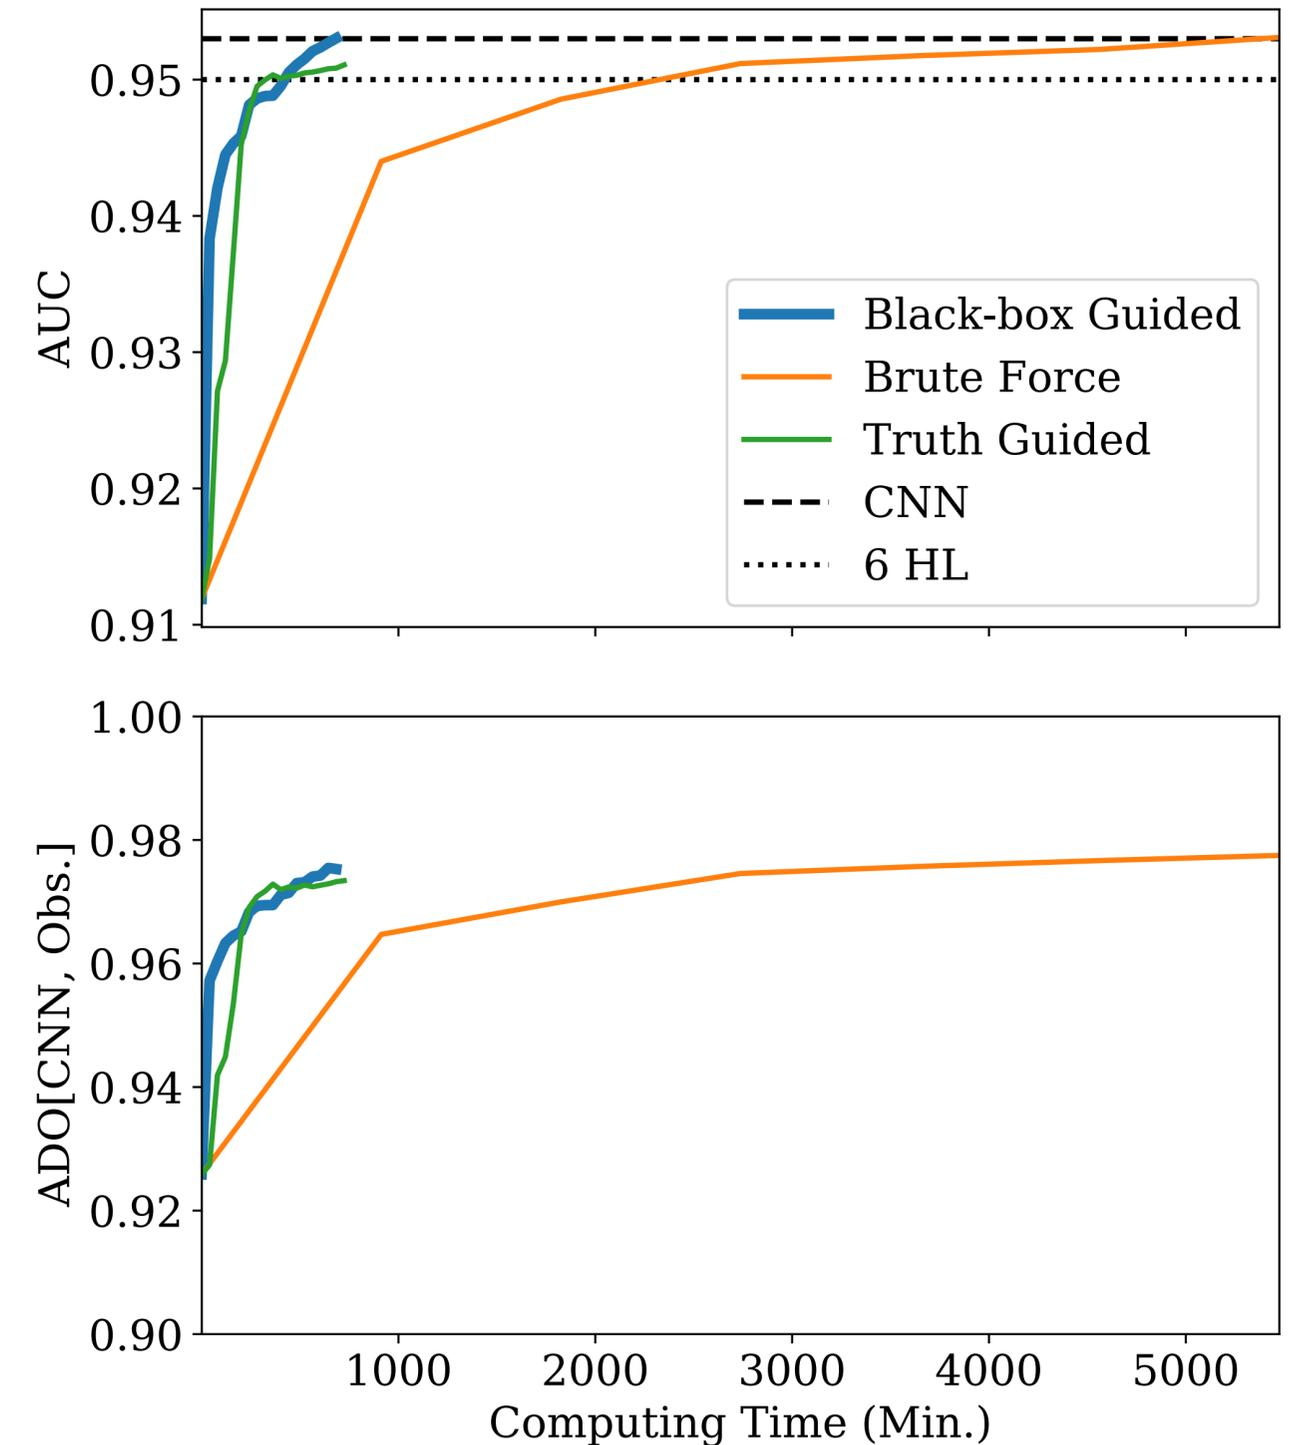 0.95
0.94
0.93
0.92
0.91
AUC
Black-box Guided
Brute Force
Truth Guided
CNN
6 HL
1.00
0.98
0.96
0.94
0.92
0.90
ADO[CNN, Obs.]
1000 2000 3000 4000 5000
Computing Time (Min.)